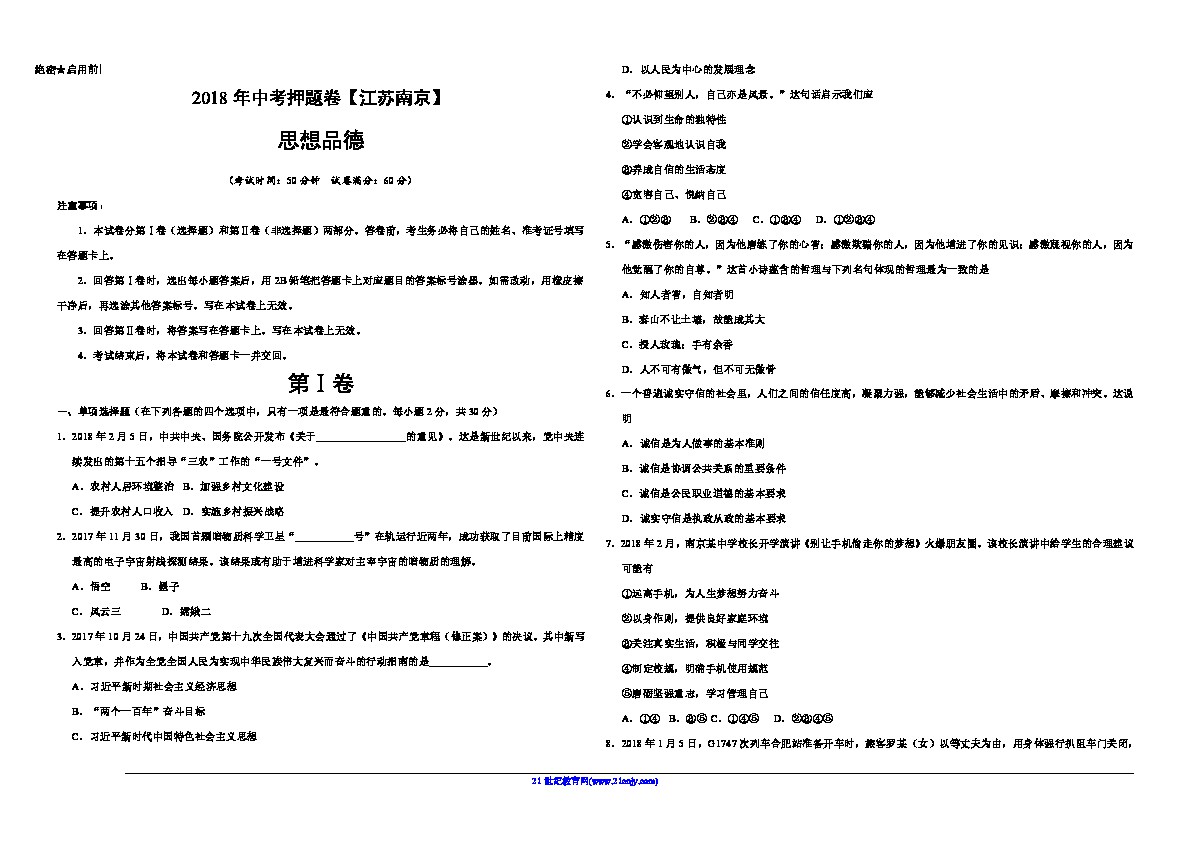 绝密★启用前|
2018 年中考押题卷【江苏南京】
思想品德
（考试时间：50 分钟　试卷满分：60 分）
注意事项：
1．本试卷分第Ⅰ卷（选择题）和第Ⅱ卷（非选择题）两部分。答卷前，考生务必将自己的姓名、准考证号填写
在答题卡上。
2．回答第Ⅰ卷时，选出每小题答案后，用 2B 铅笔把答题卡上对应题目的答案标号涂黑。如需改动，用橡皮擦
干净后，再选涂其他答案标号。写在本试卷上无效。
3．回答第Ⅱ卷时，将答案写在答题卡上。写在本试卷上无效。
4．考试结束后，将本试卷和答题卡一并交回。
第Ⅰ卷
一、单项选择题（在下列各题的四个选项中，只有一项是最符合题意的。每小题 2 分，共 30 分）
1．2018 年 2 月 5 日，中共中央、国务院公开发布《关于__________________的意见》。这是新世纪以来，党中央连
续发出的第十五个指导“三农”工作的“一号文件”。
A．农村人居环境整治 B．加强乡村文化建设
C．提升农村人口收入 D．实施乡村振兴战略
2．2017 年 11 月 30 日，我国首颗暗物质科学卫星“____________号”在轨运行近两年，成功获取了目前国际上精度
最高的电子宇宙射线探测结果。该结果或有助于增进科学家对主宰宇宙的暗物质的理解。
A．悟空 B．墨子
C．风云三 D．嫦娥二
3．2017 年 10 月 24 日，中国共产党第十九次全国代表大会通过了《中国共产党章程（修正案）》的决议。其中新写
入党章，并作为全党全国人民为实现中华民族伟大复兴而奋斗的行动指南的是____________。
A．习近平新时期社会主义经济思想
B．“两个一百年”奋斗目标
C．习近平新时代中国特色社会主义思想
D．以人民为中心的发展理念
4．“不必仰望别人，自己亦是风景。”这句话启示我们应
①认识到生命的独特性
②学会客观地认识自我
③养成自信的生活态度
④宽容自己、悦纳自己
A．①②③ B．②③④ C．①③④ D．①②③④
5．“感激伤害你的人，因为他磨练了你的心智；感激欺骗你的人，因为他增进了你的见识；感激蔑视你的人，因为
他觉醒了你的自尊。”这首小诗蕴含的哲理与下列名句体现的哲理最为一致的是
A．知人者智，自知者明
B．泰山不让土壤，故能成其大
C．授人玫瑰；手有余香
D．人不可有傲气，但不可无傲骨
6．一个普遍诚实守信的社会里，人们之间的信任度高，凝聚力强，能够减少社会生活中的矛盾、摩擦和冲突。这说
明
A．诚信是为人做事的基本准则
B．诚信是协调公共关系的重要条件
C．诚信是公民职业道德的基本要求
D．诚实守信是执政从政的基本要求
7．2018 年 2 月，南京某中学校长开学演讲《别让手机偷走你的梦想》火爆朋友圈。该校长演讲中给学生的合理建议
可能有
①远离手机，为人生梦想努力奋斗
②以身作则，提供良好家庭环境
③关注真实生活，积极与同学交往
④制定校规，明确手机使用规范
⑤磨砺坚强意志，学习管理自己
A．①④ B．③⑤ C．①④⑤ D．②③④⑤
8．2018 年 1 月 5 日，G1747 次列车合肥站准备开车时，旅客罗某（女）以等丈夫为由，用身体强行扒阻车门关闭，
21 世纪教育网(www.21cnjy.com)